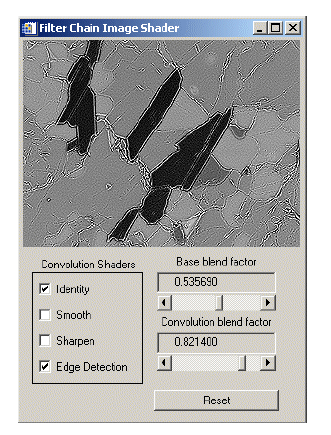 Filter Chain Image Shader
Convolution Shaders
Identity
Smooth
Sharpen
Edge Detection
Base blend factor
0.535690
Convolution blend factor
0.821400
Reset